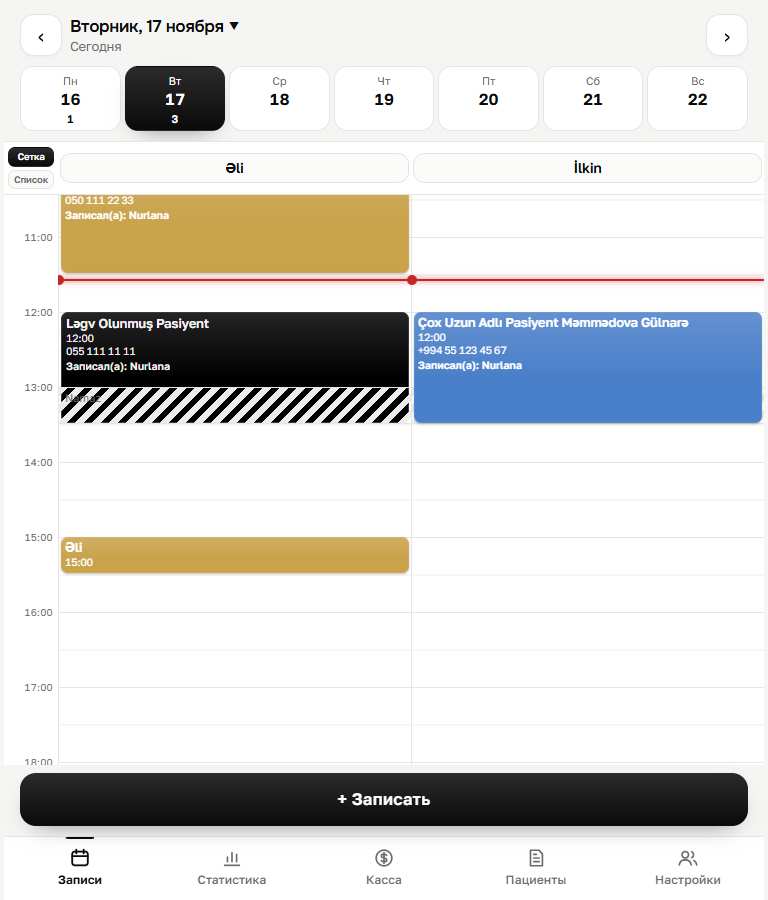 ‹
Вторник, 17 ноября ▼
Сегодня
›
Пн
16
1
Вт
17
3
Ср
18
Чт
19
Пт
20
Сб
21
Вс
22
Сетка
Список
Əli
İlkin
050 111 22 33
Записал(а): Nurlana
11:00
12:00
Ləğv Olunmuş Pasiyent
12:00
055 111 11 11
Записал(а): Nurlana
Çox Uzun Adlı Pasiyent Məmmədova Gülnarə
12:00
+994 55 123 45 67
Записал(а): Nurlana
13:00
14:00
15:00
Əli
15:00
16:00
17:00
18:00
+ Записать
Записи
Статистика
Касса
Пациенты
Настройки